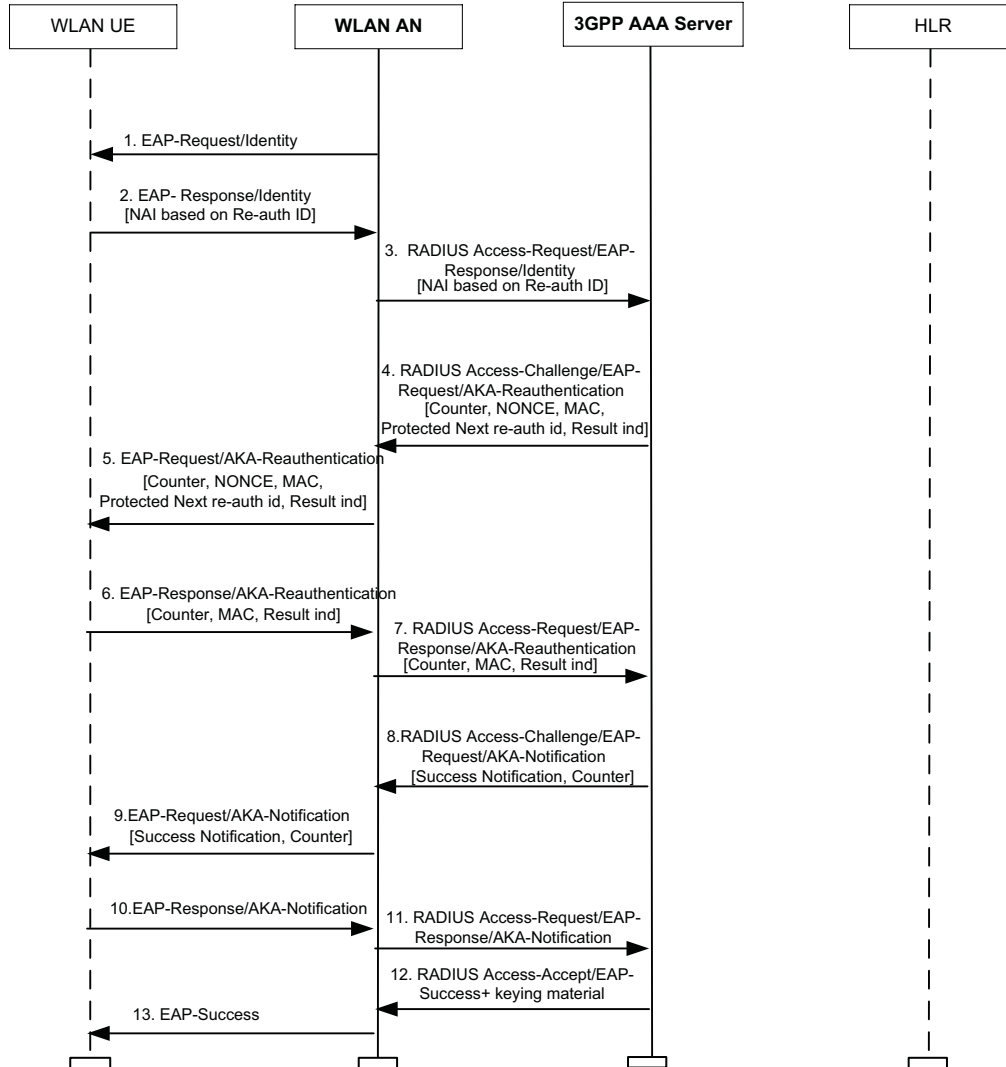 WLAN UE
WLAN AN
3GPP AAA Server
HLR
1. EAP-Request/Identity
2. EAP- Response/Identity
[NAI based on Re-auth ID]
3. RADIUS Access-Request/EAP-
Response/Identity
[NAI based on Re-auth ID]
4. RADIUS Access-Challenge/EAP-
Request/AKA-Reauthentication
[Counter, NONCE, MAC,
Protected Next re-auth id, Result ind]
5. EAP-Request/AKA-Reauthentication
[Counter, NONCE, MAC,
Protected Next re-auth id, Result ind]
6. EAP-Response/AKA-Reauthentication
[Counter, MAC, Result ind]
7. RADIUS Access-Request/EAP-
Response/AKA-Reauthentication
[Counter, MAC, Result ind]
8.RADIUS Access-Challenge/EAP-
Request/AKA-Notification
[Success Notification, Counter]
9.EAP-Request/AKA-Notification
[Success Notification, Counter]
10.EAP-Response/AKA-Notification
11. RADIUS Access-Request/EAP-
Response/AKA-Notification
12. RADIUS Access-Accept/EAP-
Success+ keying material
13. EAP-Success